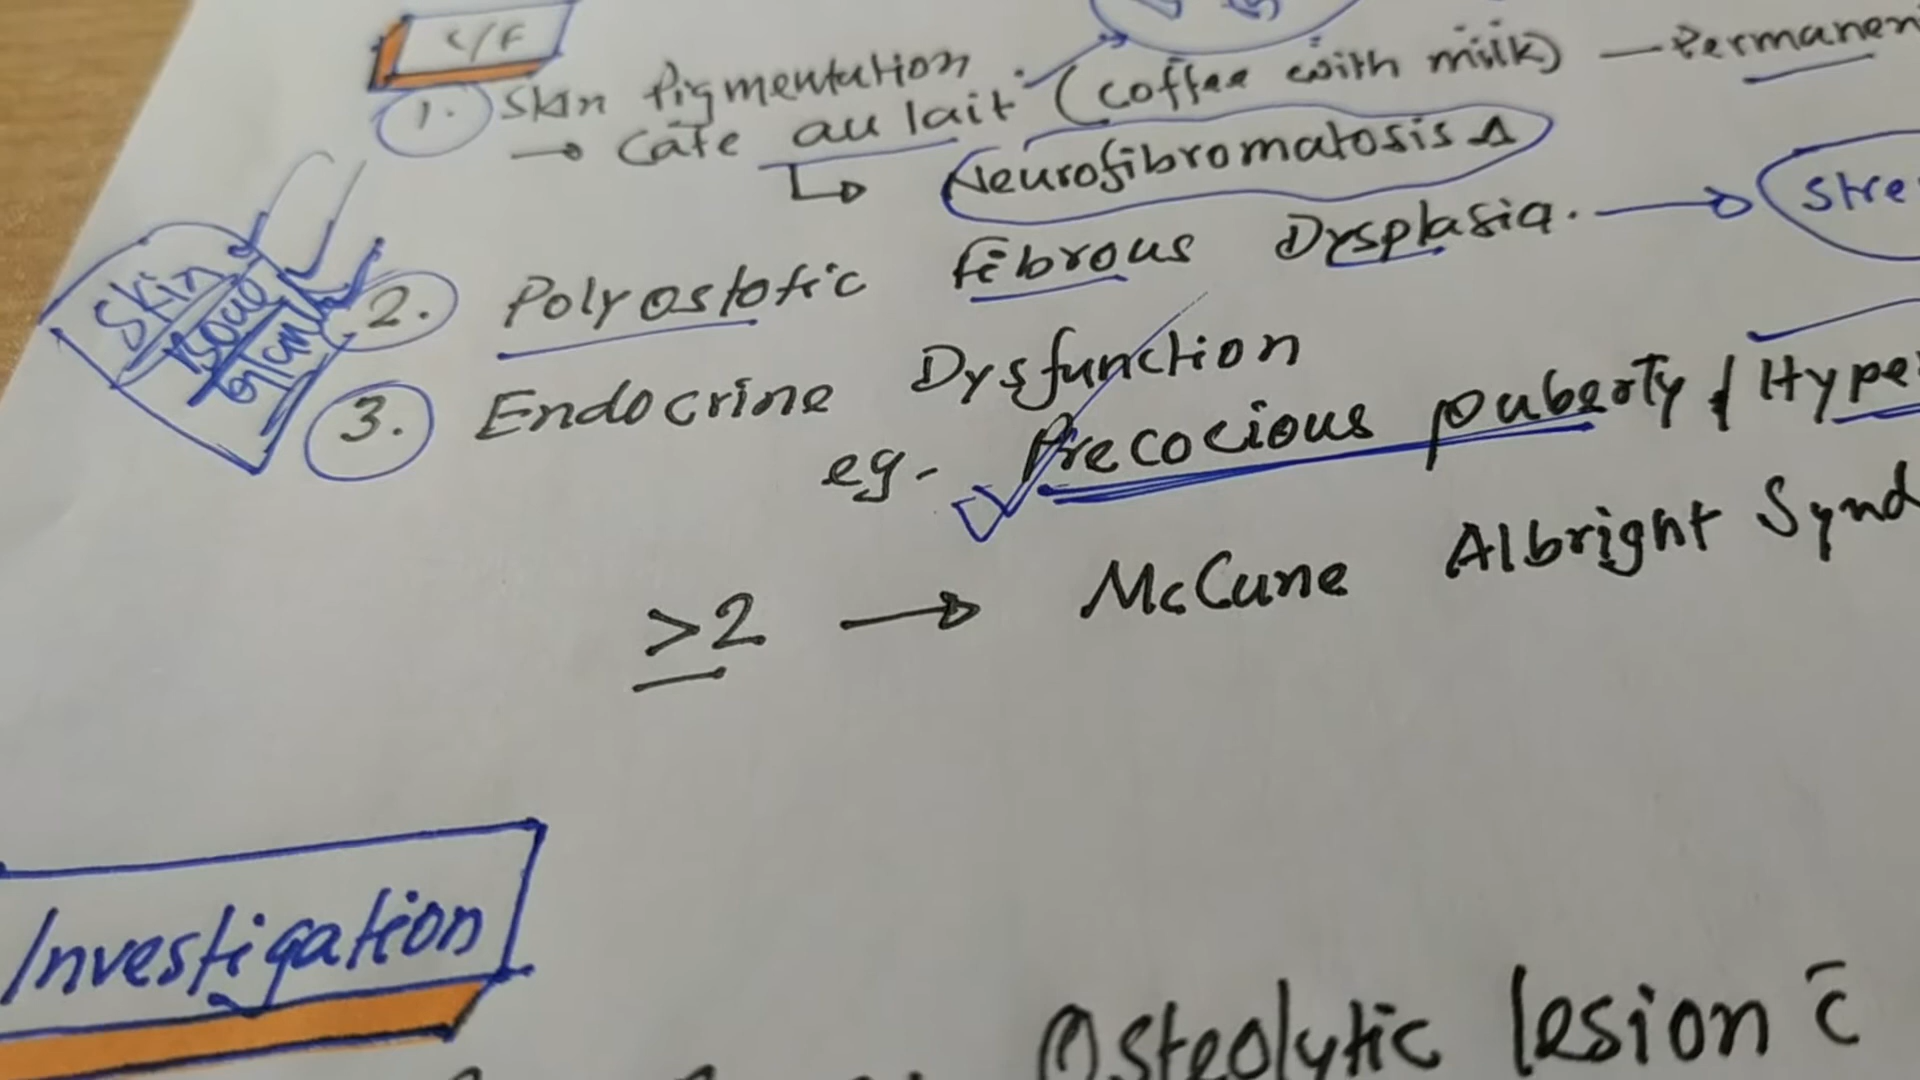 C/F
1. Skin Pigmentation
→ Cafe au lait (coffee with milk) — Permanen
Neurofibromatosis 1
2. Polyostotic fibrous Dysplasia. → Stre
Skin
3. Endocrine Dysfunction
eg. Precocious puberty / Hype
≥2 → McCune Albright Synd
Investigation
Osteolytic lesion c̄